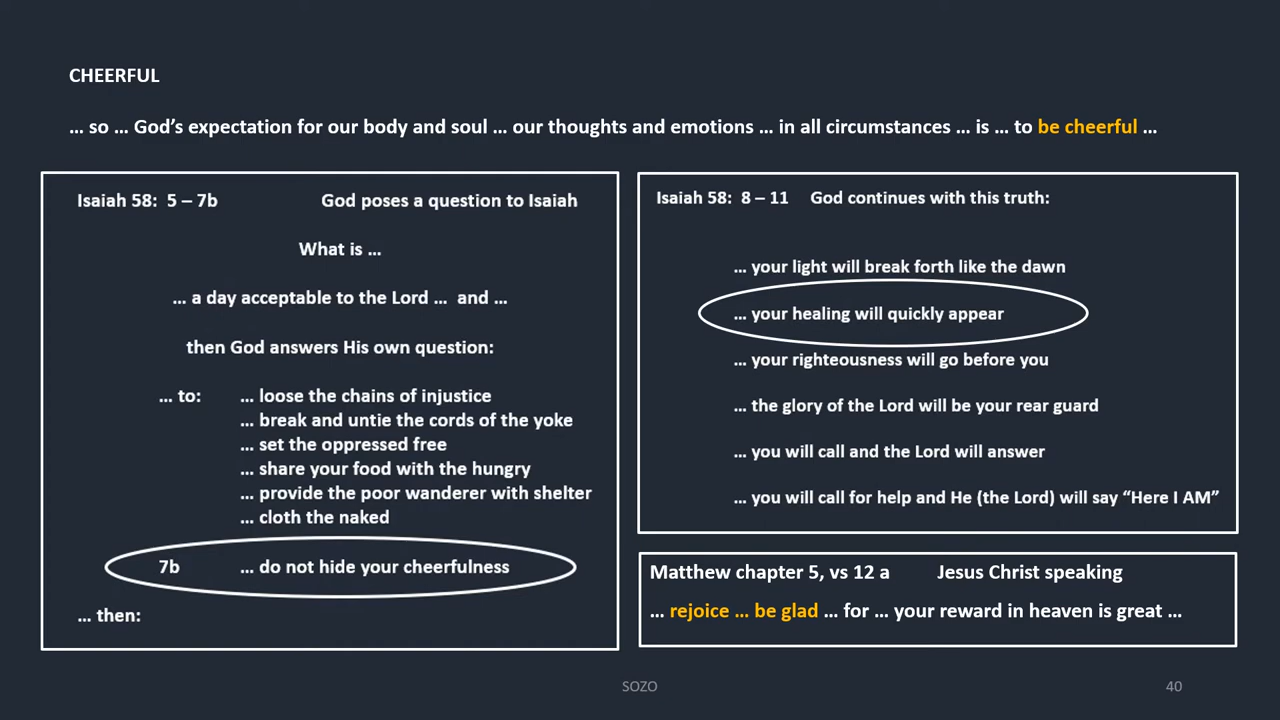 CHEERFUL
... so ... God's expectation for our body and soul ... our thoughts and emotions ... in all circumstances ... is ... to be cheerful ...
Isaiah 58: 5 – 7b God poses a question to Isaiah
What is ...
... a day acceptable to the Lord ... and ...
then God answers His own question:
... to: ... loose the chains of injustice
... break and untie the cords of the yoke
... set the oppressed free
... share your food with the hungry
... provide the poor wanderer with shelter
... cloth the naked
7b ... do not hide your cheerfulness
... then:
Isaiah 58: 8 – 11 God continues with this truth:
... your light will break forth like the dawn
... your healing will quickly appear
... your righteousness will go before you
... the glory of the Lord will be your rear guard
... you will call and the Lord will answer
... you will call for help and He (the Lord) will say “Here I AM”
Matthew chapter 5, vs 12 a Jesus Christ speaking
... rejoice ... be glad ... for ... your reward in heaven is great ...
SOZO
40